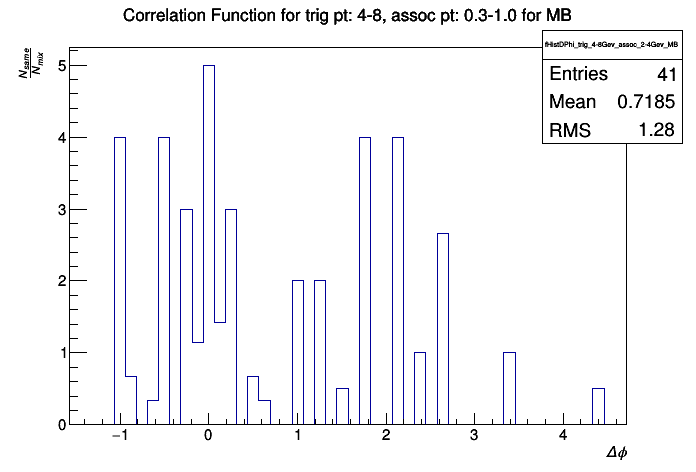 Correlation Function for trig pt: 4-8, assoc pt: 0.3-1.0 for MB
fHistDPhi_trig_4-8Gev_assoc_2-4Gev_MB
Entries 41
Mean 0.7185
RMS 1.28
N_same
N_mix
5
4
3
2
1
0
−1 0 1 2 3 4
Δϕ